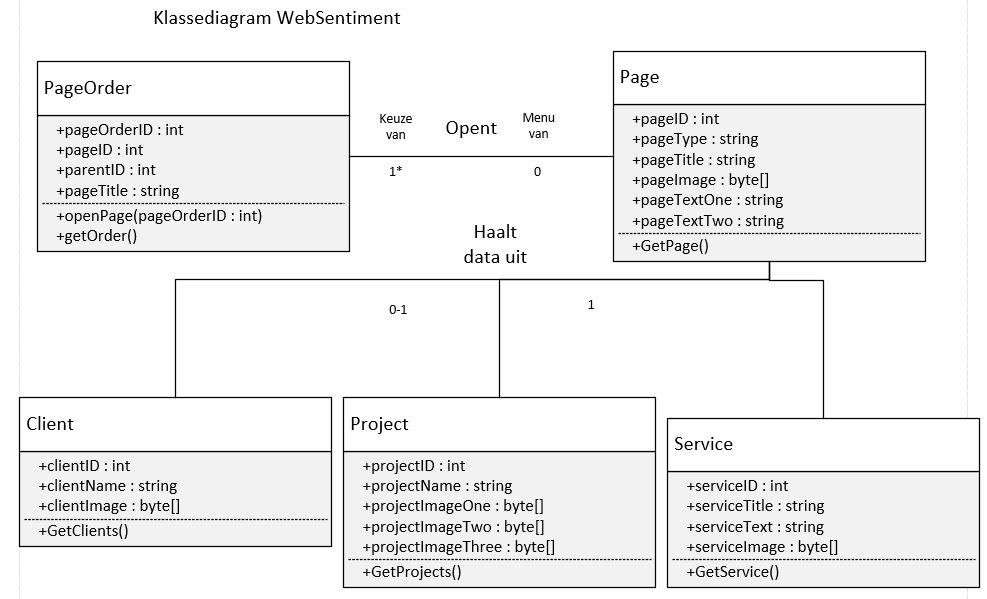 Klassediagram WebSentiment
PageOrder
+pageOrderID : int
+pageID : int
+parentID : int
+pageTitle : string
+openPage(pageOrderID : int)
+getOrder()
Keuze
van
Opent
Menu
van
1*
0
Page
+pageID : int
+pageType : string
+pageTitle : string
+pageImage : byte[]
+pageTextOne : string
+pageTextTwo : string
+GetPage()
Haalt
data uit
0-1
1
Client
+clientID : int
+clientName : string
+clientImage : byte[]
+GetClients()
Project
+projectID : int
+projectName : string
+projectImageOne : byte[]
+projectImageTwo : byte[]
+projectImageThree : byte[]
+GetProjects()
Service
+serviceID : int
+serviceTitle : string
+serviceText : string
+serviceImage : byte[]
+GetService()